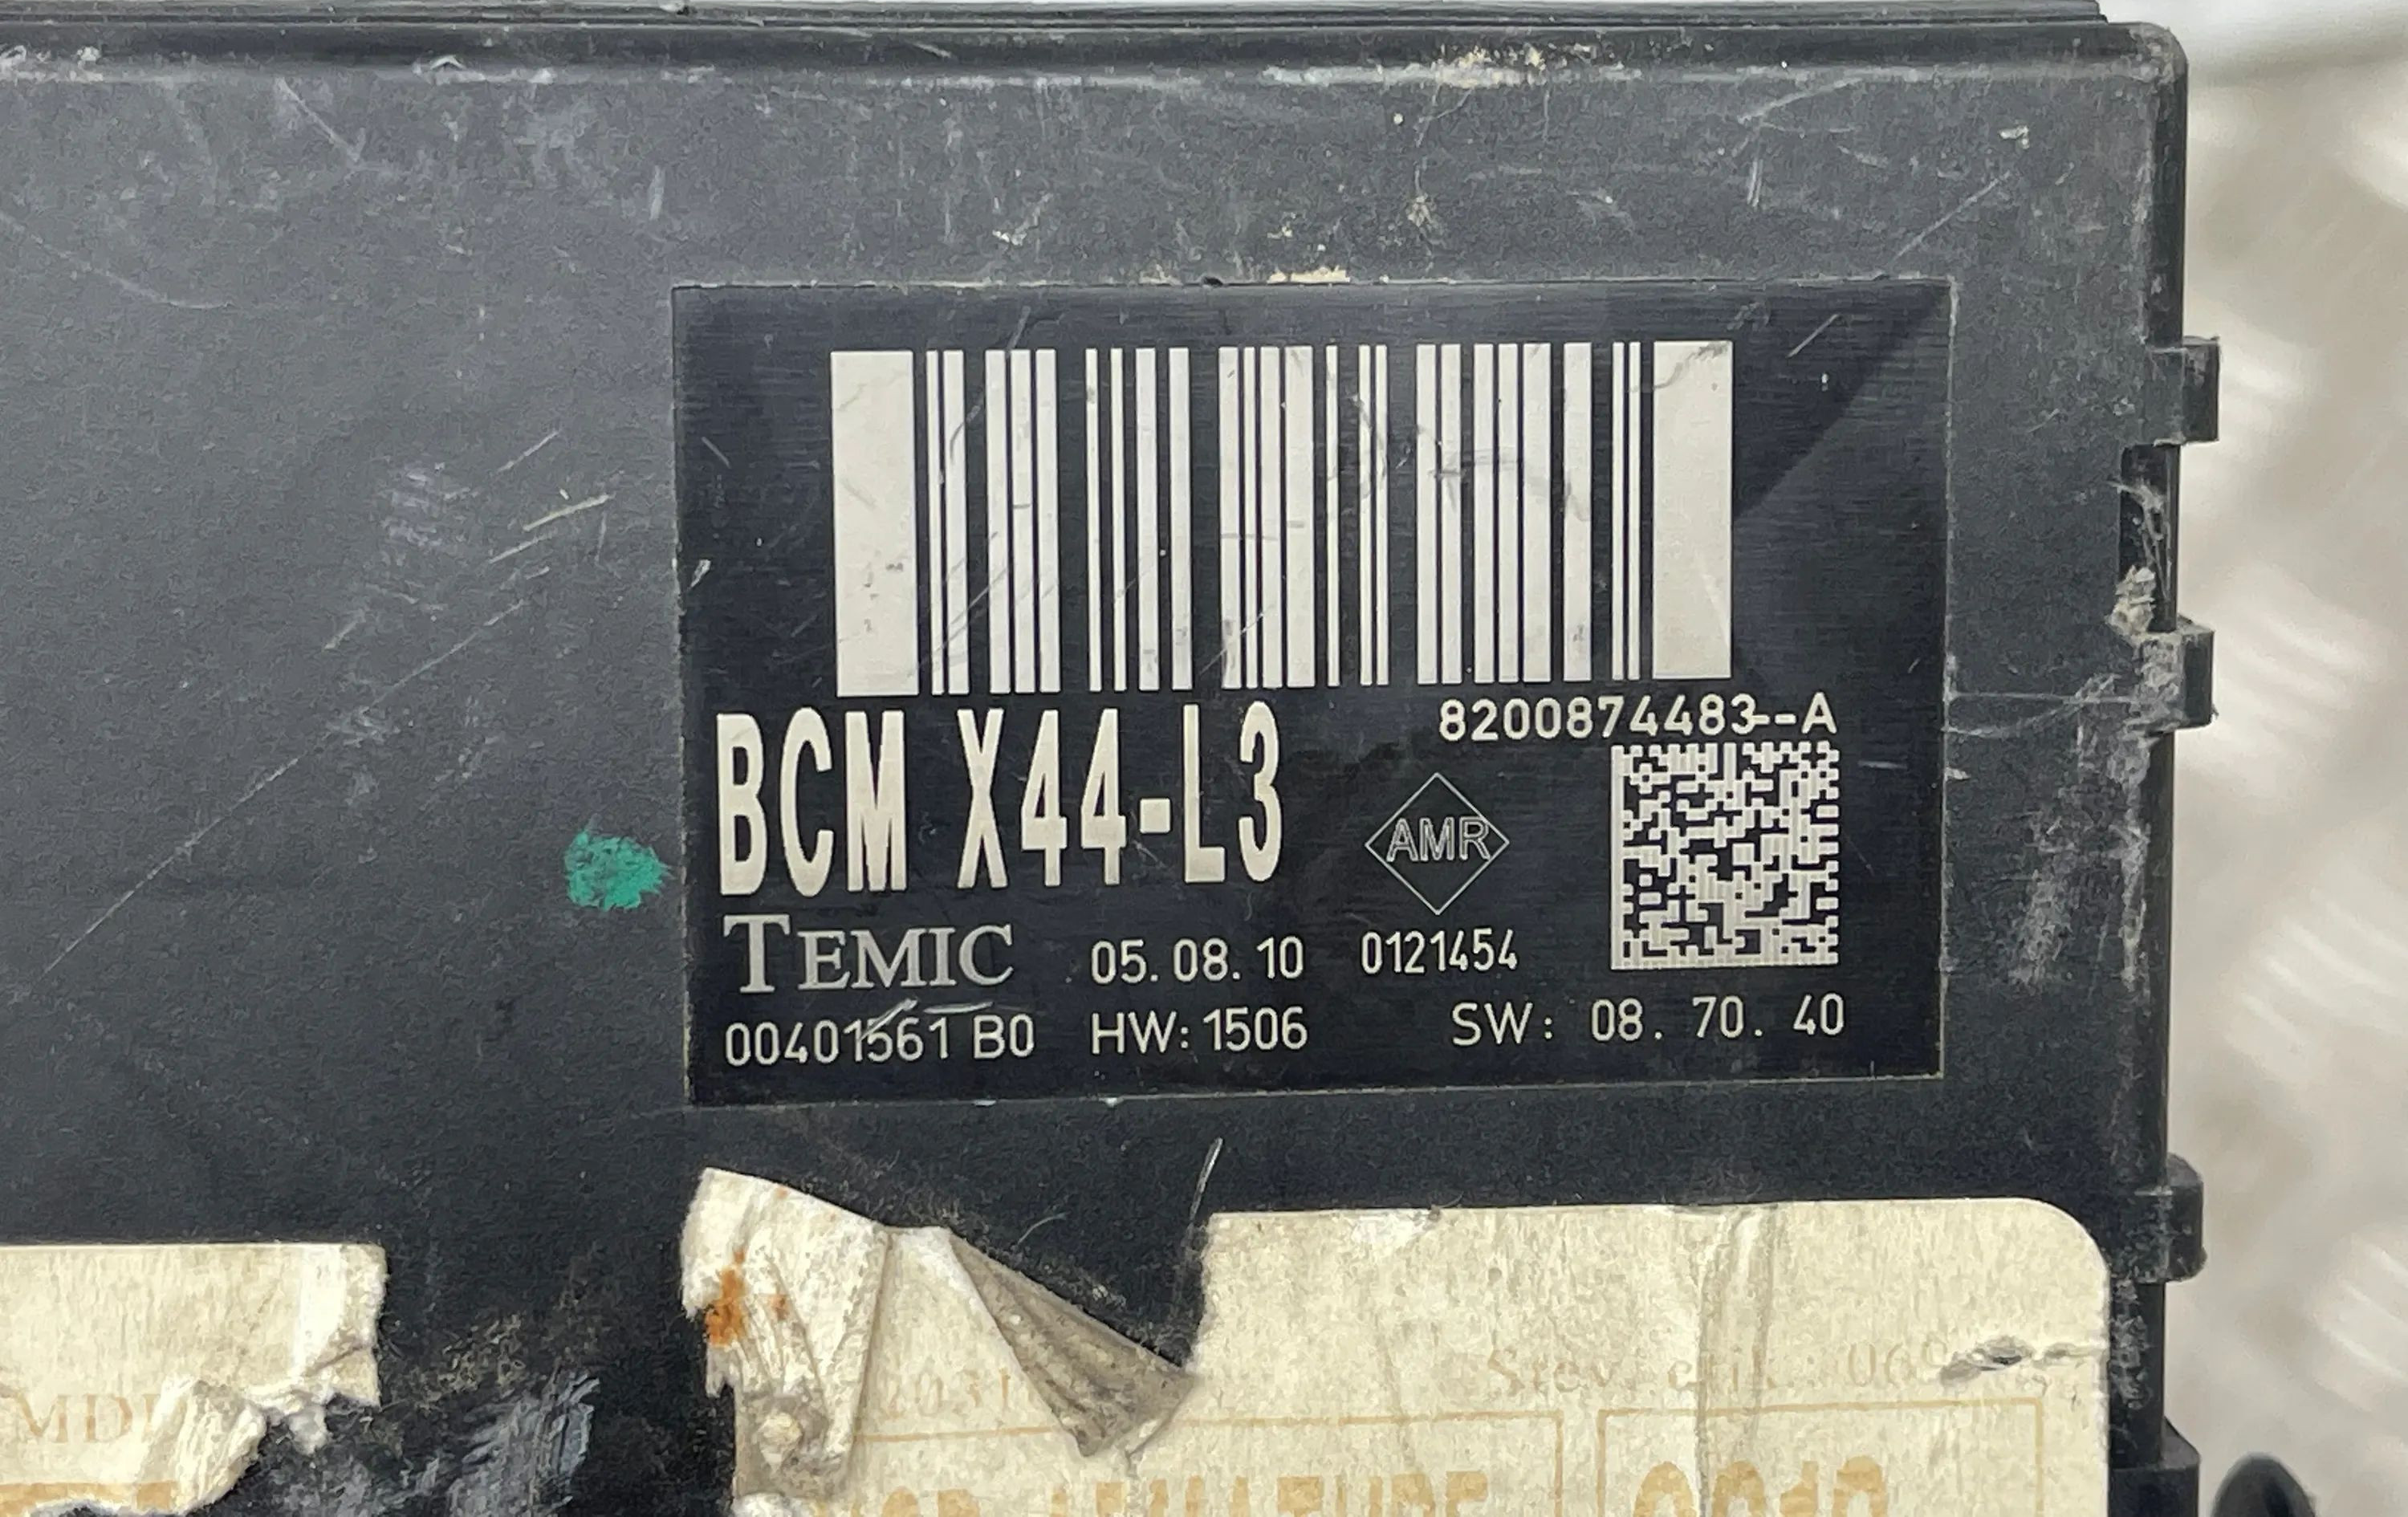 8200874483--A
BCM X44-L3
AMR
TEMIC 05.08.10 0121454
00401561 B0 HW: 1506 SW: 08. 70. 40